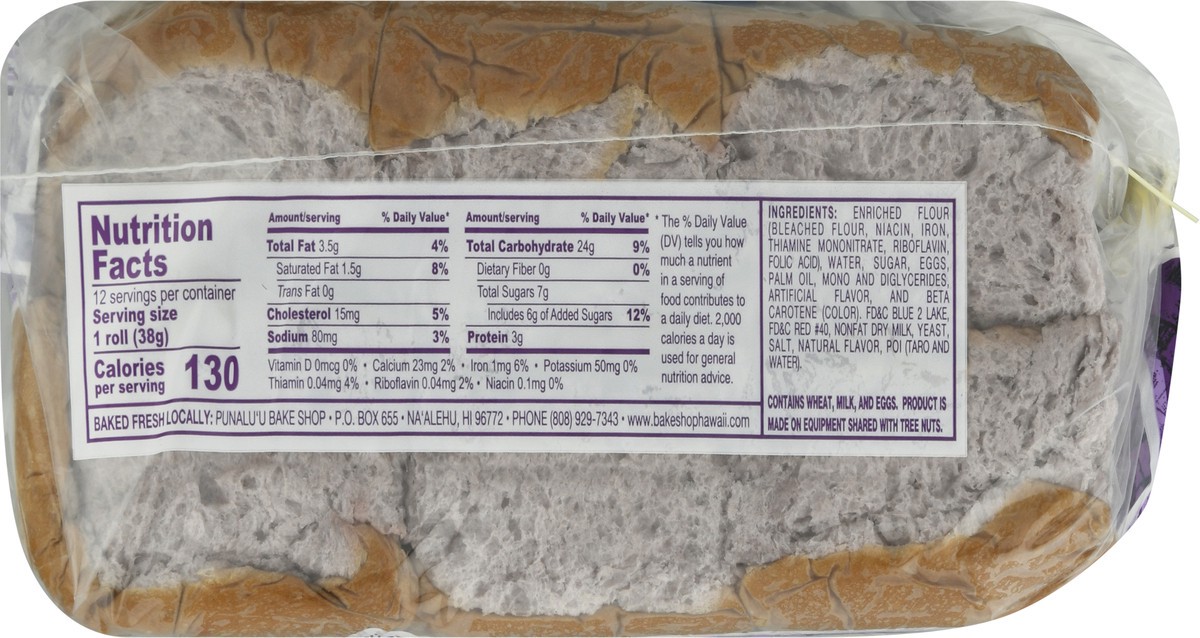 Nutrition
Facts
12 servings per container
Serving size
1 roll (38g)
Calories
per serving 130
Amount/serving % Daily Value*
Total Fat 3.5g 4%
Saturated Fat 1.5g 8%
Trans Fat 0g
Cholesterol 15mg 5%
Sodium 80mg 3%
Amount/serving % Daily Value*
Total Carbohydrate 24g 9%
Dietary Fiber 0g 0%
Total Sugars 7g
Includes 6g of Added Sugars 12%
Protein 3g
Vitamin D 0mcg 0% • Calcium 23mg 2% • Iron 1mg 6% • Potassium 50mg 0%
Thiamin 0.04mg 4% • Riboflavin 0.04mg 2% • Niacin 0.1mg 0%
* The % Daily Value
(DV) tells you how
much a nutrient
in a serving of
food contributes to
a daily diet. 2,000
calories a day is
used for general
nutrition advice.
BAKED FRESH LOCALLY: PUNALU'U BAKE SHOP • P.O. BOX 655 • NA'ALEHU, HI 96772 • PHONE (808) 929-7343 • www.bakeshophawaii.com
INGREDIENTS: ENRICHED FLOUR
(BLEACHED FLOUR, NIACIN, IRON,
THIAMINE MONONITRATE, RIBOFLAVIN,
FOLIC ACID), WATER, SUGAR, EGGS,
PALM OIL, MONO AND DIGLYCERIDES,
ARTIFICIAL FLAVOR, AND BETA
CAROTENE (COLOR). FD&C BLUE 2 LAKE,
FD&C RED #40, NONFAT DRY MILK, YEAST,
SALT, NATURAL FLAVOR, POI (TARO AND
WATER).
CONTAINS WHEAT, MILK, AND EGGS. PRODUCT IS
MADE ON EQUIPMENT SHARED WITH TREE NUTS.